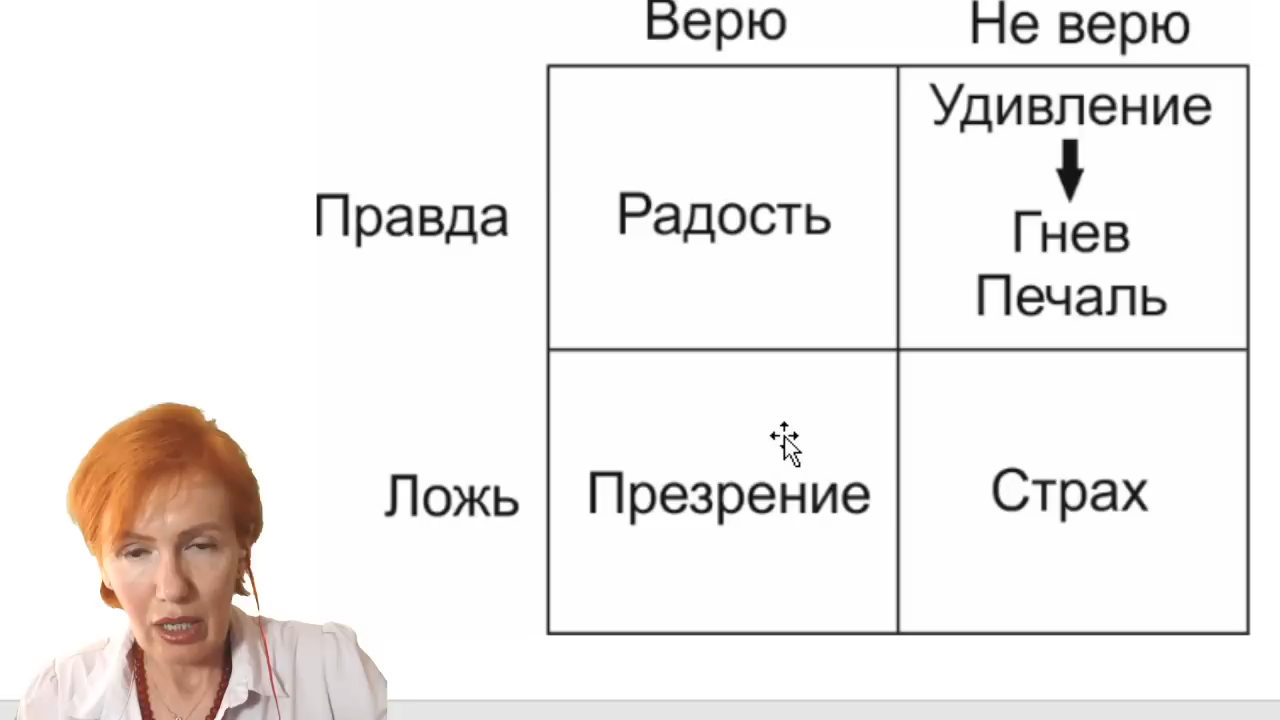 Верю Не верю
Удивление
Правда Радость Гнев
Печаль
Ложь Презрение Страх